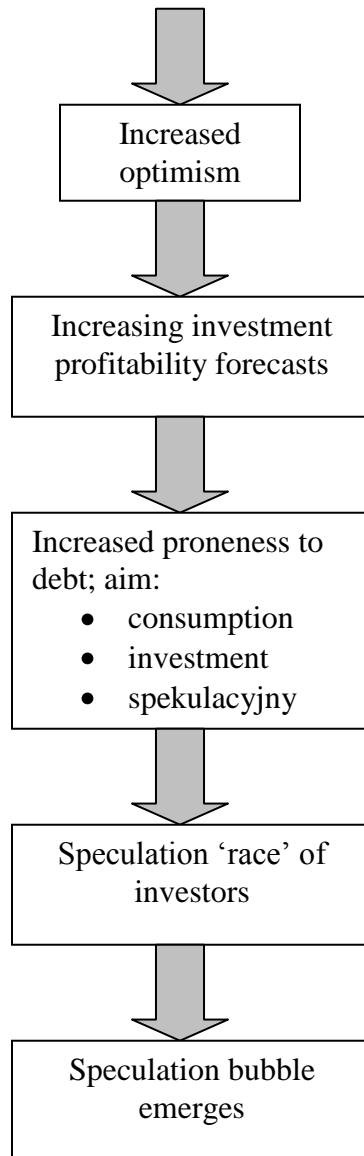 Increased
optimism
Increasing investment
profitability forecasts
Increased proneness to
debt; aim:
• consumption
• investment
• spekulacyjny
Speculation ‘race’ of
investors
Speculation bubble
emerges